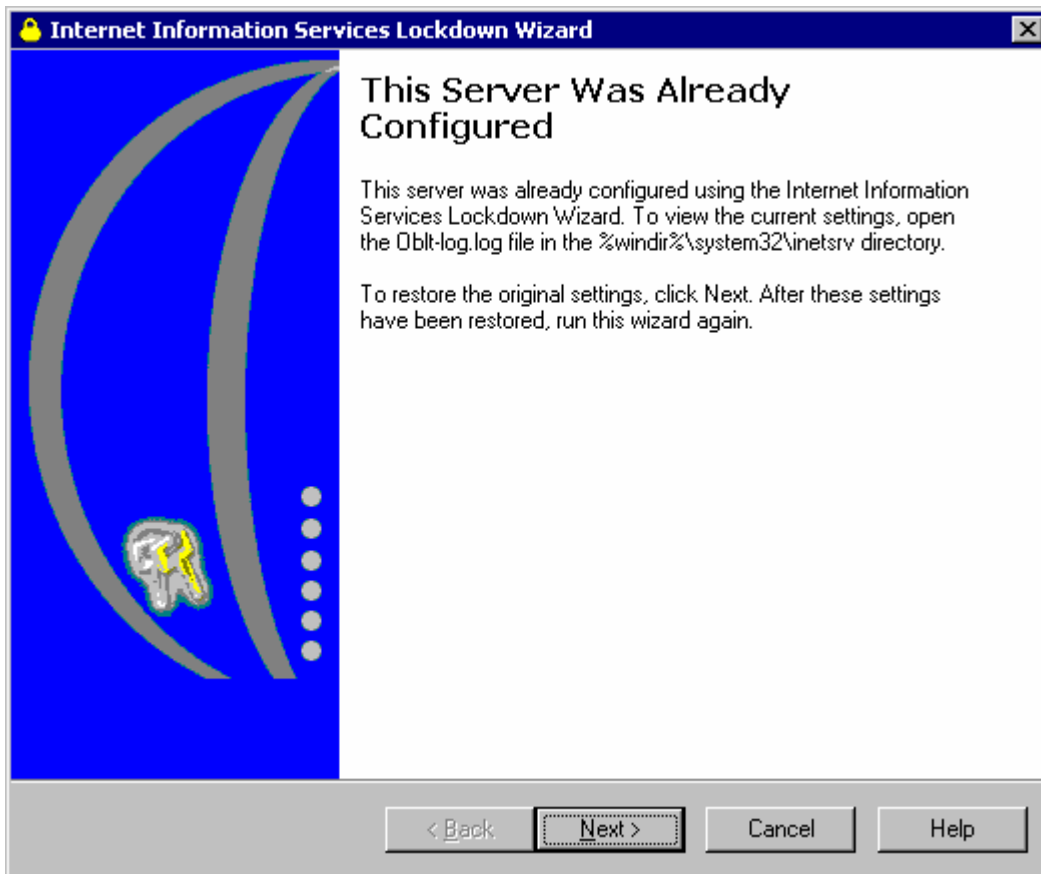 Internet Information Services Lockdown Wizard
This Server Was Already
Configured
This server was already configured using the Internet Information
Services Lockdown Wizard. To view the current settings, open
the Oblt-log.log file in the %windir%\system32\inetsrv directory.
To restore the original settings, click Next. After these settings
have been restored, run this wizard again.
< Back
Next >
Cancel
Help